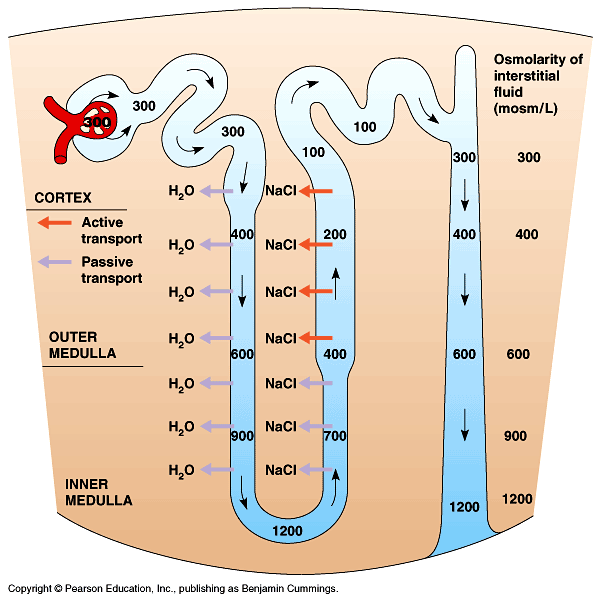 Osmolarity of
interstitial
fluid
(mosm/L)
300
300
300
100
100
300
300
CORTEX
Active
transport
Passive
transport
H2O
NaCl
H2O
NaCl
H2O
NaCl
H2O
NaCl
H2O
NaCl
H2O
NaCl
H2O
NaCl
400
200
400
400
OUTER
MEDULLA
600
400
600
600
900
700
900
INNER
MEDULLA
1200
1200
1200
Copyright © Pearson Education, Inc., publishing as Benjamin Cummings.